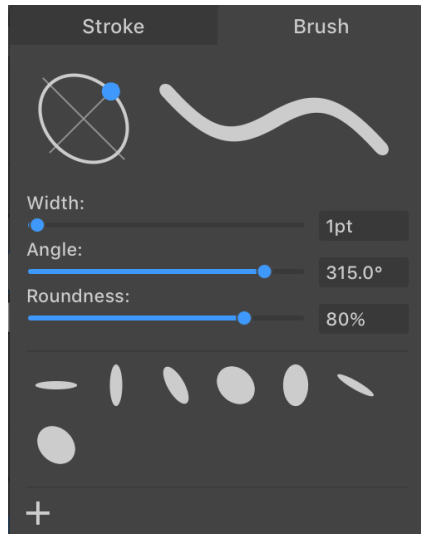 Stroke Brush
Width:
1pt
Angle:
315.0°
Roundness:
80%